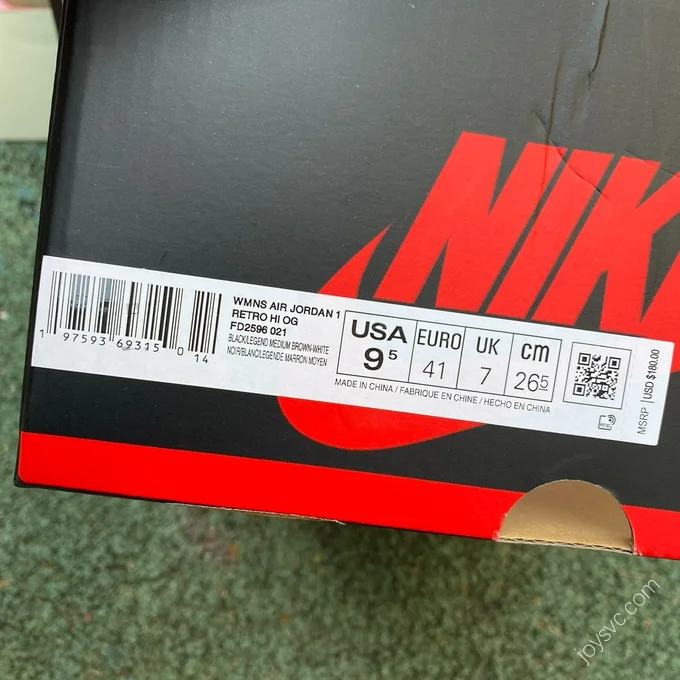 NIKE
WMNS AIR JORDAN 1
RETRO HI OG
FD2596 021
BLACK/LEGEND MEDIUM BROWN-WHITE
NOIR/BLANC/LEGENDE MARRON MOYEN
1 97593 69315 0 14
USA
9 5
EURO
41
UK
7
cm
26 5
MADE IN CHINA / FABRIQUE EN CHINE / HECHO EN CHINA
RFID
MSRP | USD $180.00
joysvc.com